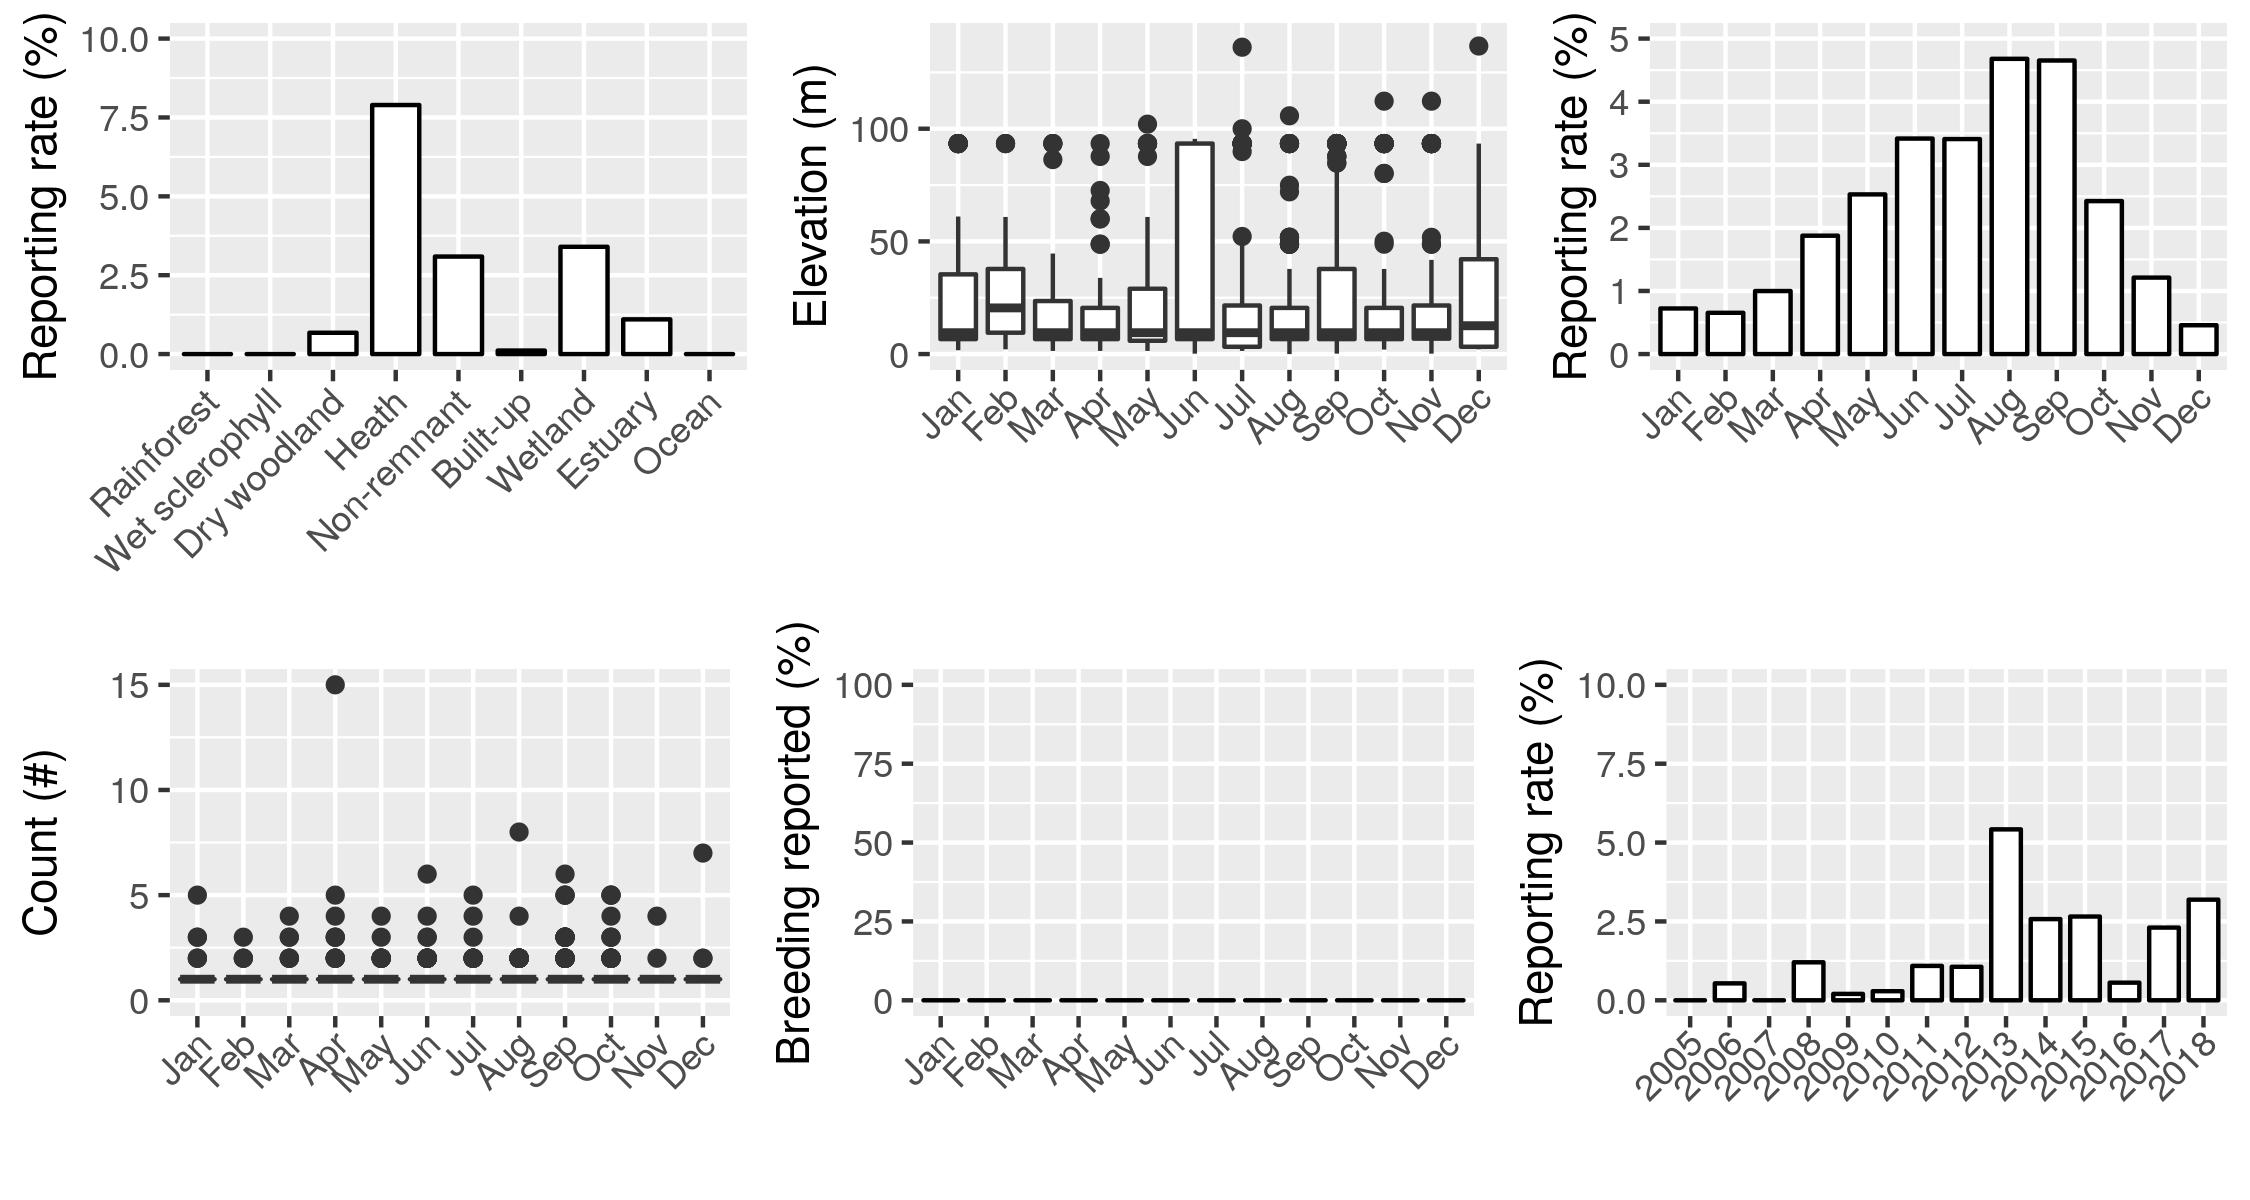 Reporting rate (%)
10.0
7.5
5.0
2.5
0.0
Rainforest
Wet sclerophyll
Dry woodland
Heath
Non-remnant
Built-up
Wetland
Estuary
Ocean
Elevation (m)
100
50
0
Jan
Feb
Mar
Apr
May
Jun
Jul
Aug
Sep
Oct
Nov
Dec
Reporting rate (%)
5
4
3
2
1
0
Jan
Feb
Mar
Apr
May
Jun
Jul
Aug
Sep
Oct
Nov
Dec
Count (#)
15
10
5
0
Jan
Feb
Mar
Apr
May
Jun
Jul
Aug
Sep
Oct
Nov
Dec
Breeding reported (%)
100
75
50
25
0
Jan
Feb
Mar
Apr
May
Jun
Jul
Aug
Sep
Oct
Nov
Dec
Reporting rate (%)
10.0
7.5
5.0
2.5
0.0
2005
2006
2007
2008
2009
2010
2011
2012
2013
2014
2015
2016
2017
2018